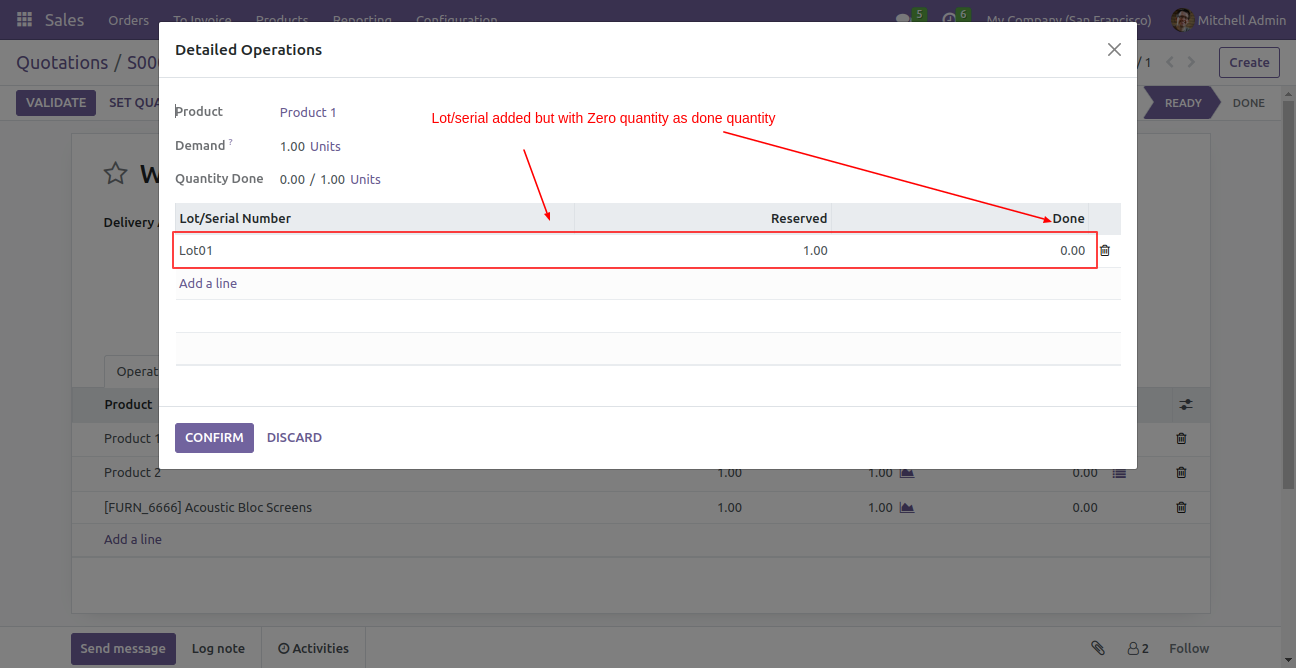 Sales Orders To Invoice Products Reporting Configuration 5 6 My Company (San Francisco) Mitchell Admin
Detailed Operations
Quotations / S00 / 1 Create
VALIDATE SET QUA READY DONE
Product Product 1
Lot/serial added but with Zero quantity as done quantity
Demand ? 1.00 Units
W
Quantity Done 0.00 / 1.00 Units
Delivery A
Lot/Serial Number Reserved Done
Lot01 1.00 0.00
Add a line
Operat
Product
CONFIRM DISCARD
Product 1
Product 2 1.00 1.00 0.00
[FURN_6666] Acoustic Bloc Screens 1.00 1.00 0.00
Add a line
Send message Log note Activities 2 Follow